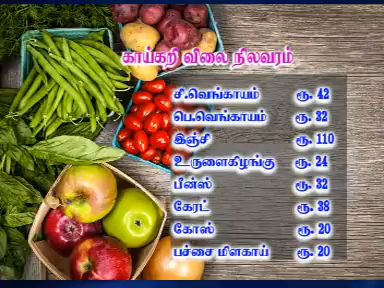 காய்கறி விலை நிலவரம்
சி.வெங்காயம் ரூ. 42
பெ.வெங்காயம் ரூ. 32
இஞ்சி ரூ. 110
உருளைகிழங்கு ரூ. 24
பீன்ஸ் ரூ. 32
கேரட் ரூ. 38
கோஸ் ரூ. 20
பச்சை மிளகாய் ரூ. 20